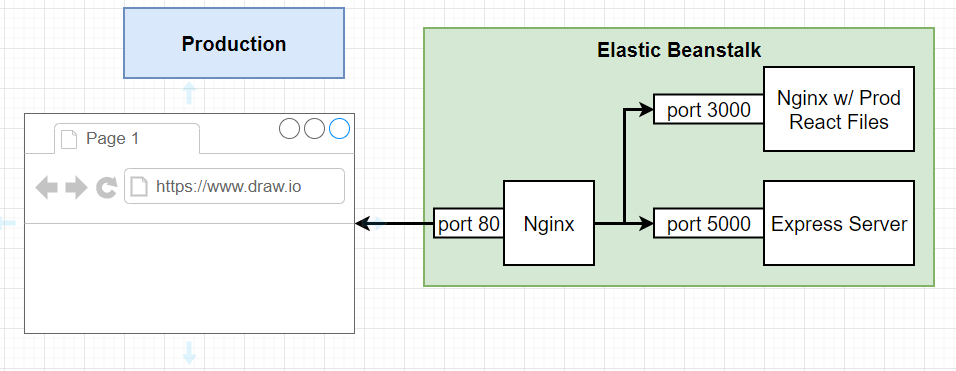 Production
Page 1
https://www.draw.io
Elastic Beanstalk
port 80
Nginx
port 3000
Nginx w/ Prod
React Files
port 5000
Express Server